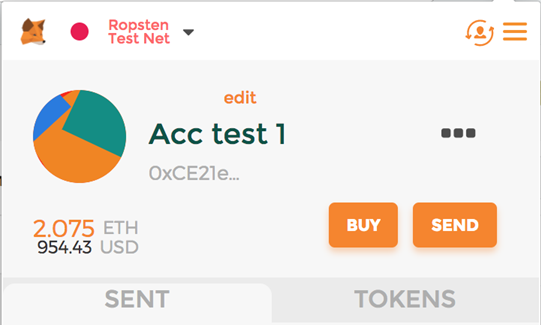 Ropsten
Test Net
edit
Acc test 1
0xCE21e...
2.075 ETH
954.43 USD
BUY
SEND
SENT
TOKENS